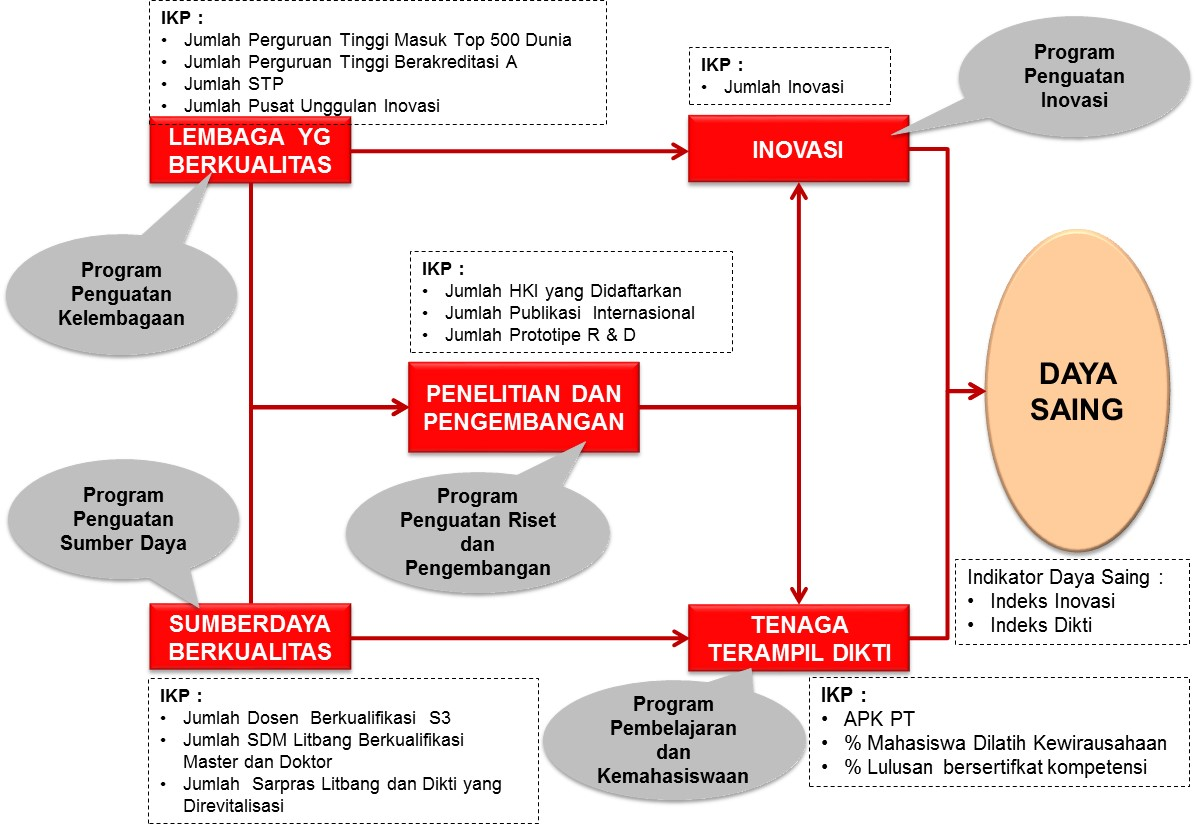 IKP :
• Jumlah Perguruan Tinggi Masuk Top 500 Dunia
• Jumlah Perguruan Tinggi Berakreditasi A
• Jumlah STP
• Jumlah Pusat Unggulan Inovasi
LEMBAGA YG
BERKUALITAS
IKP :
• Jumlah Inovasi
INOVASI
Program
Penguatan
Inovasi
Program
Penguatan
Kelembagaan
IKP :
• Jumlah HKI yang Didaftarkan
• Jumlah Publikasi Internasional
• Jumlah Prototipe R & D
PENELITIAN DAN
PENGEMBANGAN
DAYA
SAING
Program
Penguatan
Sumber Daya
Program
Penguatan Riset
dan
Pengembangan
Indikator Daya Saing :
• Indeks Inovasi
• Indeks Dikti
SUMBERDAYA
BERKUALITAS
TENAGA
TERAMPIL DIKTI
IKP :
• Jumlah Dosen Berkualifikasi S3
• Jumlah SDM Litbang Berkualifikasi
Master dan Doktor
• Jumlah Sarpras Litbang dan Dikti yang
Direvitalisasi
Program
Pembelajaran
dan
Kemahasiswaan
IKP :
• APK PT
• % Mahasiswa Dilatih Kewirausahaan
• % Lulusan bersertifkat kompetensi